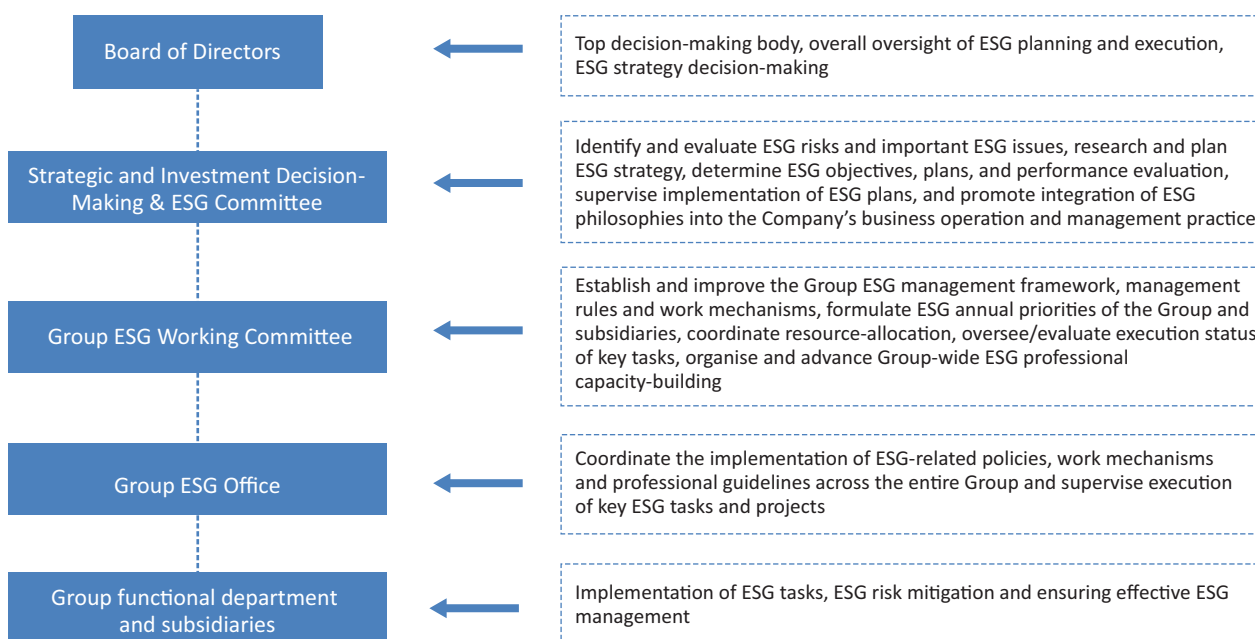 Board of Directors
Top decision-making body, overall oversight of ESG planning and execution,
ESG strategy decision-making
Strategic and Investment Decision-
Making & ESG Committee
Identify and evaluate ESG risks and important ESG issues, research and plan
ESG strategy, determine ESG objectives, plans, and performance evaluation,
supervise implementation of ESG plans, and promote integration of ESG
philosophies into the Company's business operation and management practice
Group ESG Working Committee
Establish and improve the Group ESG management framework, management
rules and work mechanisms, formulate ESG annual priorities of the Group and
subsidiaries, coordinate resource-allocation, oversee/evaluate execution status
of key tasks, organise and advance Group-wide ESG professional
capacity-building
Group ESG Office
Coordinate the implementation of ESG-related policies, work mechanisms
and professional guidelines across the entire Group and supervise execution
of key ESG tasks and projects
Group functional department
and subsidiaries
Implementation of ESG tasks, ESG risk mitigation and ensuring effective ESG
management